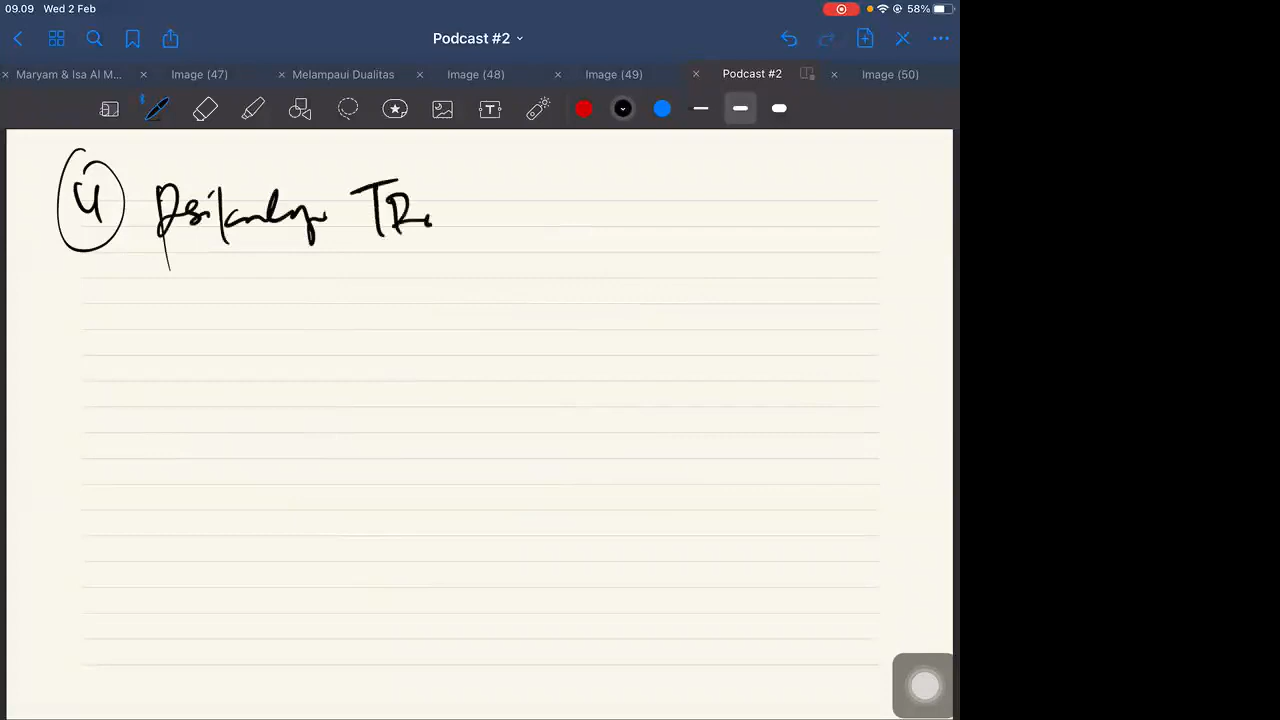 09.09 Wed 2 Feb 58%
Podcast #2
Maryam & Isa Al M... Image (47) Melampaui Dualitas Image (48) Image (49) Podcast #2 Image (50)
4 TR